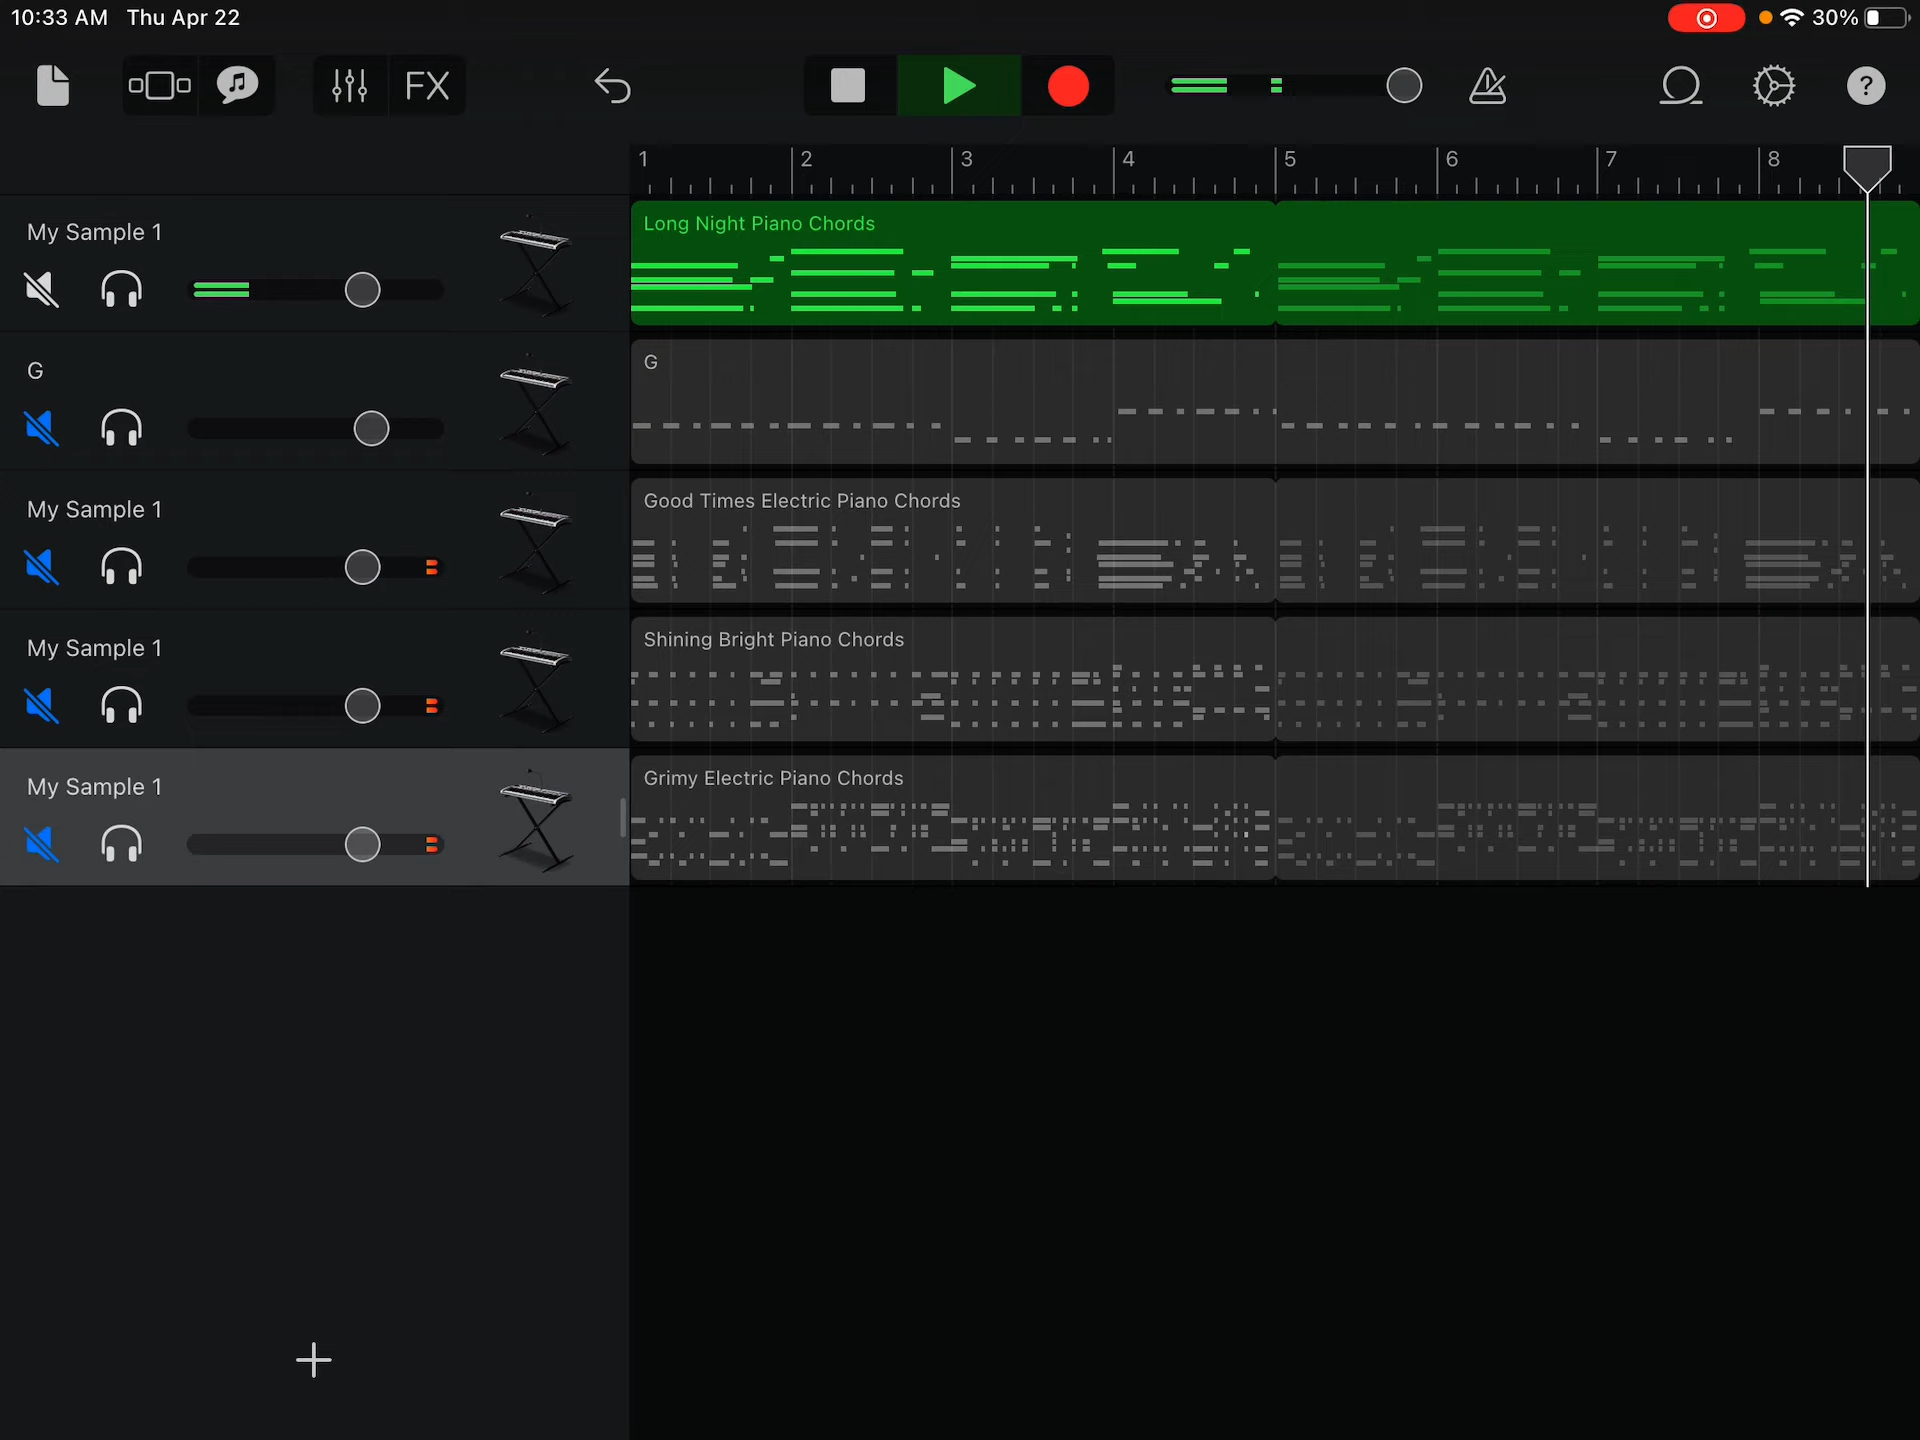 10:33 AM Thu Apr 22
30%
FX
?
1 2 3 4 5 6 7 8
My Sample 1
Long Night Piano Chords
G
G
My Sample 1
Good Times Electric Piano Chords
My Sample 1
Shining Bright Piano Chords
My Sample 1
Grimy Electric Piano Chords